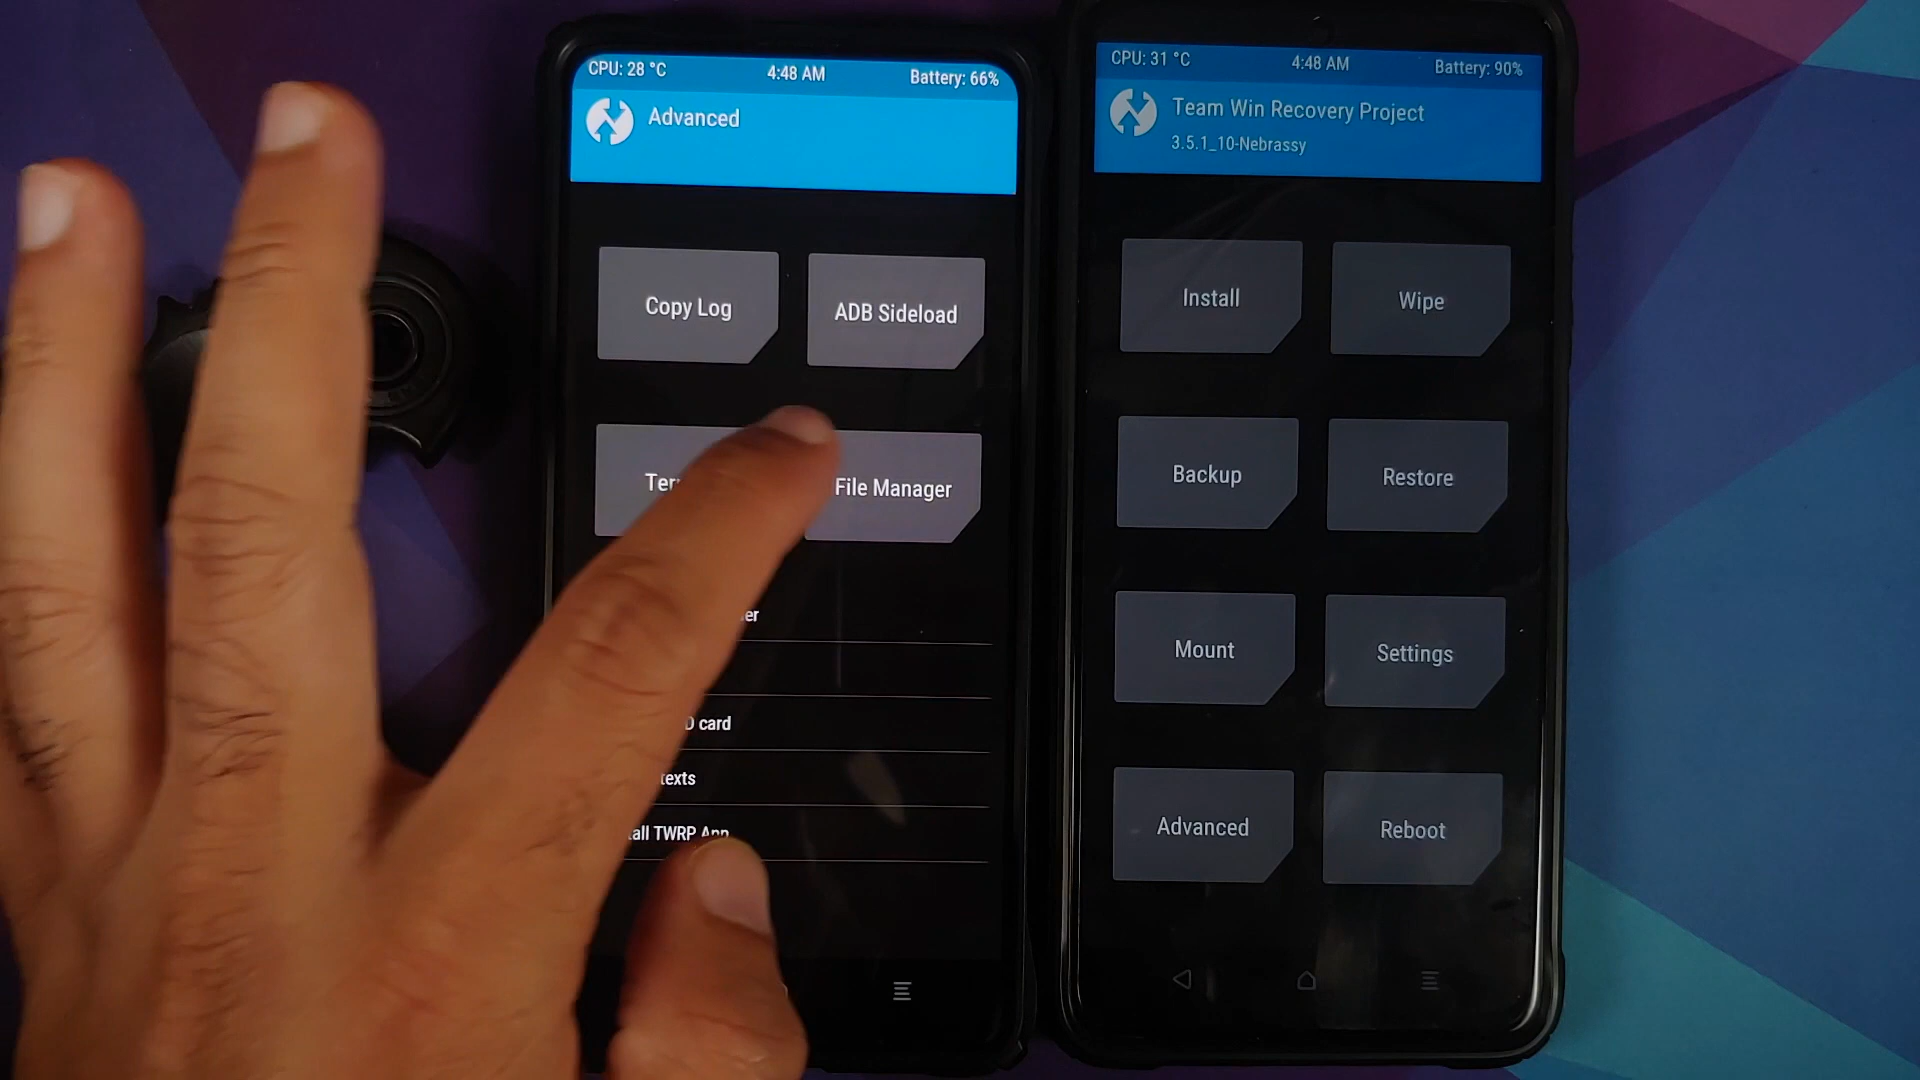 CPU: 28 °C 4:48 AM Battery: 66%
Advanced
Copy Log ADB Sideload
File Manager
card
TWRP App
CPU: 31 °C 4:48 AM Battery: 90%
Team Win Recovery Project
3.5.1_10-Nebrassy
Install Wipe
Backup Restore
Mount Settings
Advanced Reboot